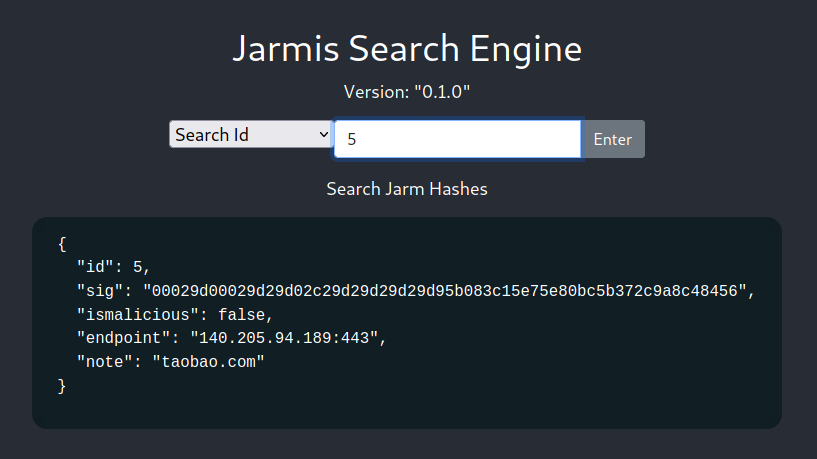 Jarmis Search Engine
Version: "0.1.0"
Search Id 5 Enter
Search Jarm Hashes
{
"id": 5,
"sig": "00029d00029d29d02c29d29d29d29d95b083c15e75e80bc5b372c9a8c48456",
"ismalicious": false,
"endpoint": "140.205.94.189:443",
"note": "taobao.com"
}